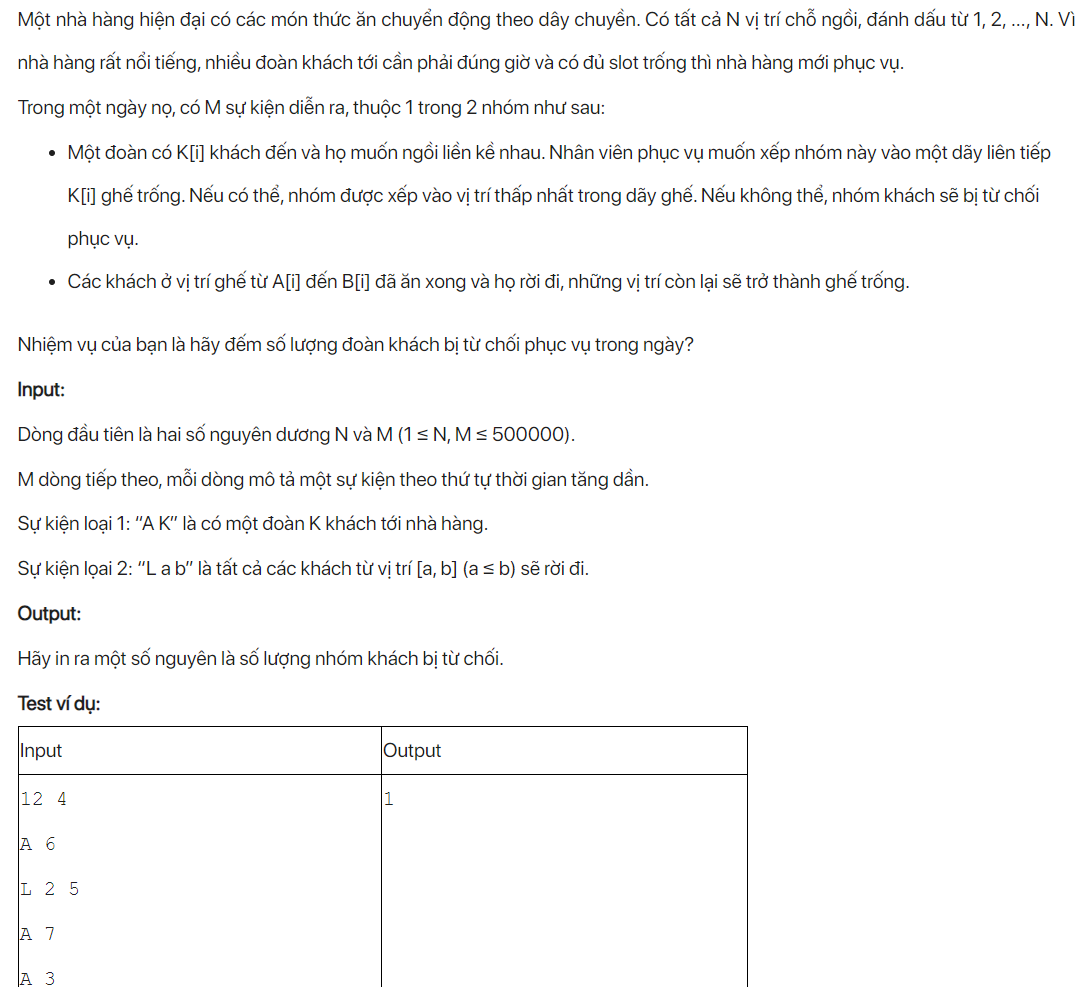 Một nhà hàng hiện đại có các món thức ăn chuyển động theo dây chuyền. Có tất cả N vị trí chỗ ngồi, đánh dấu từ 1, 2, ..., N. Vì
nhà hàng rất nổi tiếng, nhiều đoàn khách tới cần phải đúng giờ và có đủ slot trống thì nhà hàng mới phục vụ.
Trong một ngày nọ, có M sự kiện diễn ra, thuộc 1 trong 2 nhóm như sau:
• Một đoàn có K[i] khách đến và họ muốn ngồi liền kề nhau. Nhân viên phục vụ muốn xếp nhóm này vào một dãy liên tiếp
K[i] ghế trống. Nếu có thể, nhóm được xếp vào vị trí thấp nhất trong dãy ghế. Nếu không thể, nhóm khách sẽ bị từ chối
phục vụ.
• Các khách ở vị trí ghế từ A[i] đến B[i] đã ăn xong và họ rời đi, những vị trí còn lại sẽ trở thành ghế trống.
Nhiệm vụ của bạn là hãy đếm số lượng đoàn khách bị từ chối phục vụ trong ngày?
Input:
Dòng đầu tiên là hai số nguyên dương N và M (1 ≤ N, M ≤ 500000).
M dòng tiếp theo, mỗi dòng mô tả một sự kiện theo thứ tự thời gian tăng dần.
Sự kiện loại 1: "A K" là có một đoàn K khách tới nhà hàng.
Sự kiện lọai 2: "L a b" là tất cả các khách từ vị trí [a, b] (a ≤ b) sẽ rời đi.
Output:
Hãy in ra một số nguyên là số lượng nhóm khách bị từ chối.
Test ví dụ:
Input Output
12 4 1
A 6
L 2 5
A 7
A 3